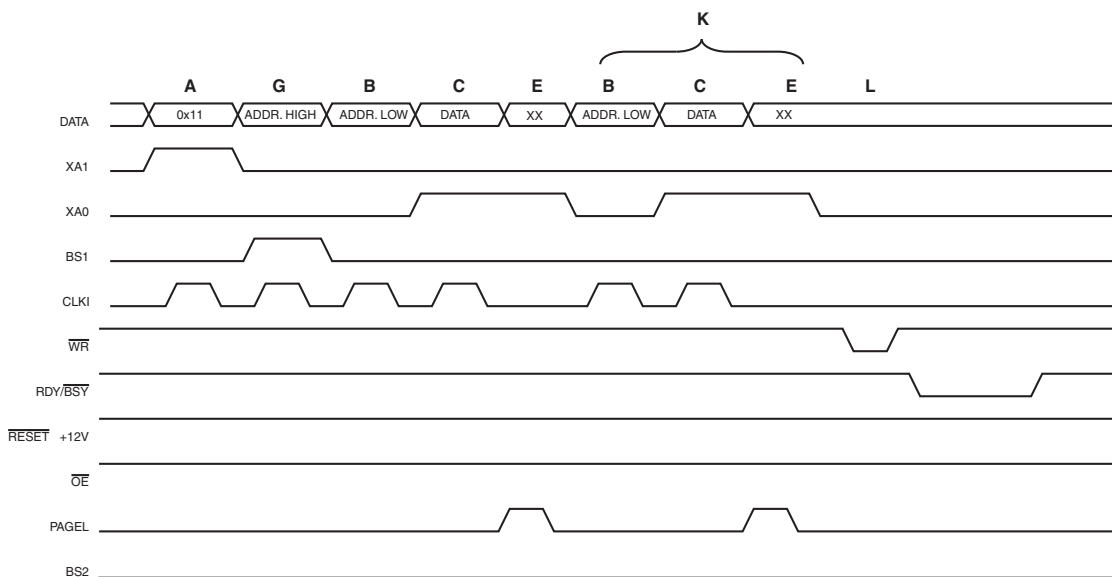 K
A G B C E B C E L
DATA 0x11 ADDR. HIGH ADDR. LOW DATA XX ADDR. LOW DATA XX
XA1
XA0
BS1
CLKI
WR
RDY/BSY
RESET +12V
OE
PAGEL
BS2